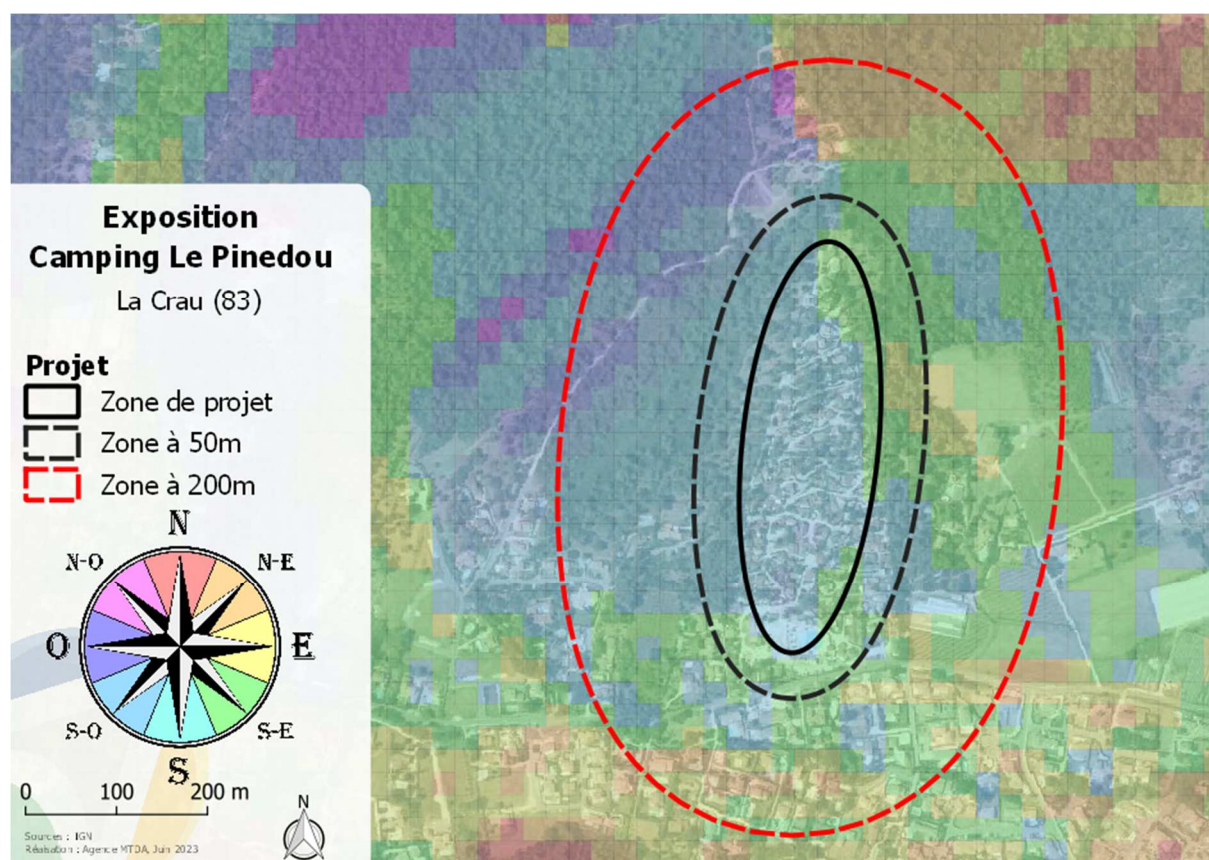 Exposition
Camping Le Pinedou
La Crau (83)
Projet
Zone de projet
Zone à 50m
Zone à 200m
N
N-O
N-E
O
E
S-O
S-E
S
0 100 200 m
N
Sources : IGN
Réalisation : Agence MTDA, Juin 2023